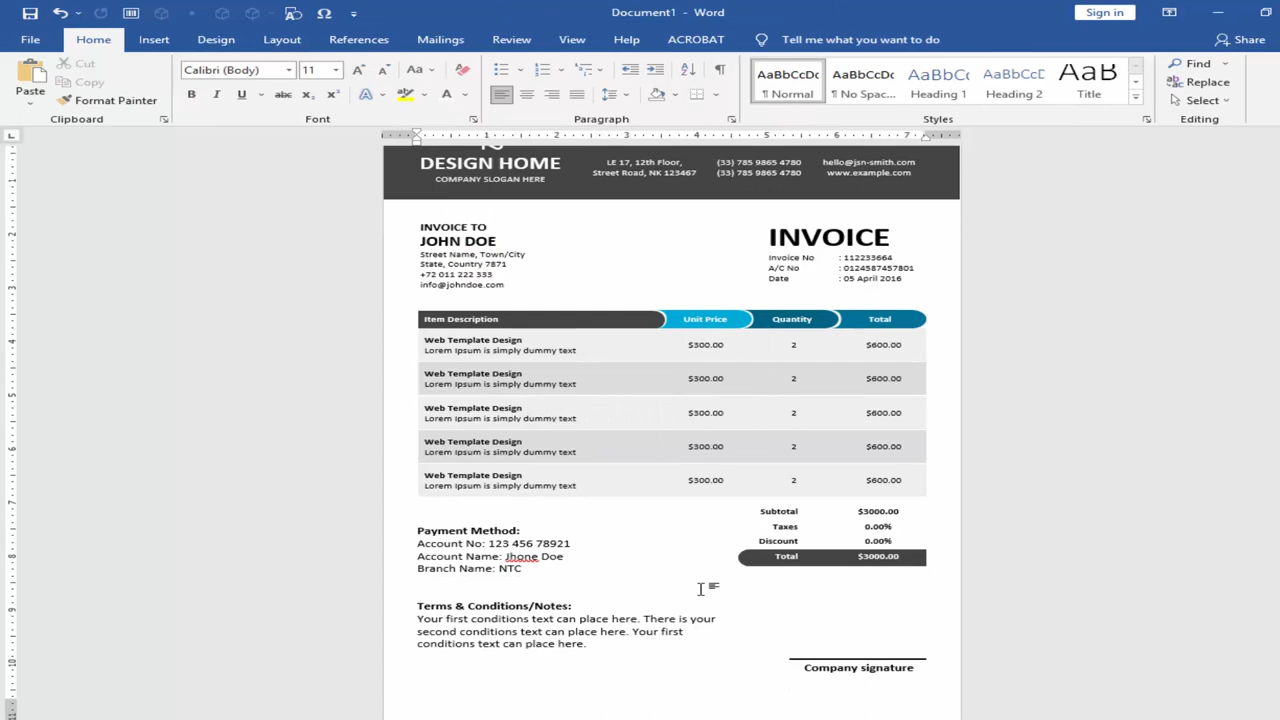 Document1 - Word
Sign in
File Home Insert Design Layout References Mailings Review View Help ACROBAT Tell me what you want to do Share
Paste
Cut
Copy
Format Painter
Calibri (Body) 11 Aa
B I U abc x₂ x² A A
AaBbCcDc AaBbCcDc AaBbCc AaBbCcD AaB
¶ Normal ¶ No Spac... Heading 1 Heading 2 Title
Find
Replace
Select
Clipboard Font Paragraph Styles Editing
1 2 3 4 5 6 7
DESIGN HOME
COMPANY SLOGAN HERE
LE 17, 12th Floor,
Street Road, NK 123467
(33) 785 9865 4780
(33) 785 9865 4780
hello@jsn-smith.com
www.example.com
INVOICE TO
JOHN DOE
Street Name, Town/City
State, Country 7871
+72 011 222 333
info@johndoe.com
INVOICE
Invoice No : 112233664
A/C No : 0124587457801
Date : 05 April 2016
Item Description Unit Price Quantity Total
Web Template Design
Lorem Ipsum is simply dummy text
$300.00 2 $600.00
Web Template Design
Lorem Ipsum is simply dummy text
$300.00 2 $600.00
Web Template Design
Lorem Ipsum is simply dummy text
$300.00 2 $600.00
Web Template Design
Lorem Ipsum is simply dummy text
$300.00 2 $600.00
Web Template Design
Lorem Ipsum is simply dummy text
$300.00 2 $600.00
Subtotal $3000.00
Taxes 0.00%
Discount 0.00%
Total $3000.00
Payment Method:
Account No: 123 456 78921
Account Name: Jhone Doe
Branch Name: NTC
Terms & Conditions/Notes:
Your first conditions text can place here. There is your
second conditions text can place here. Your first
conditions text can place here.
Company signature